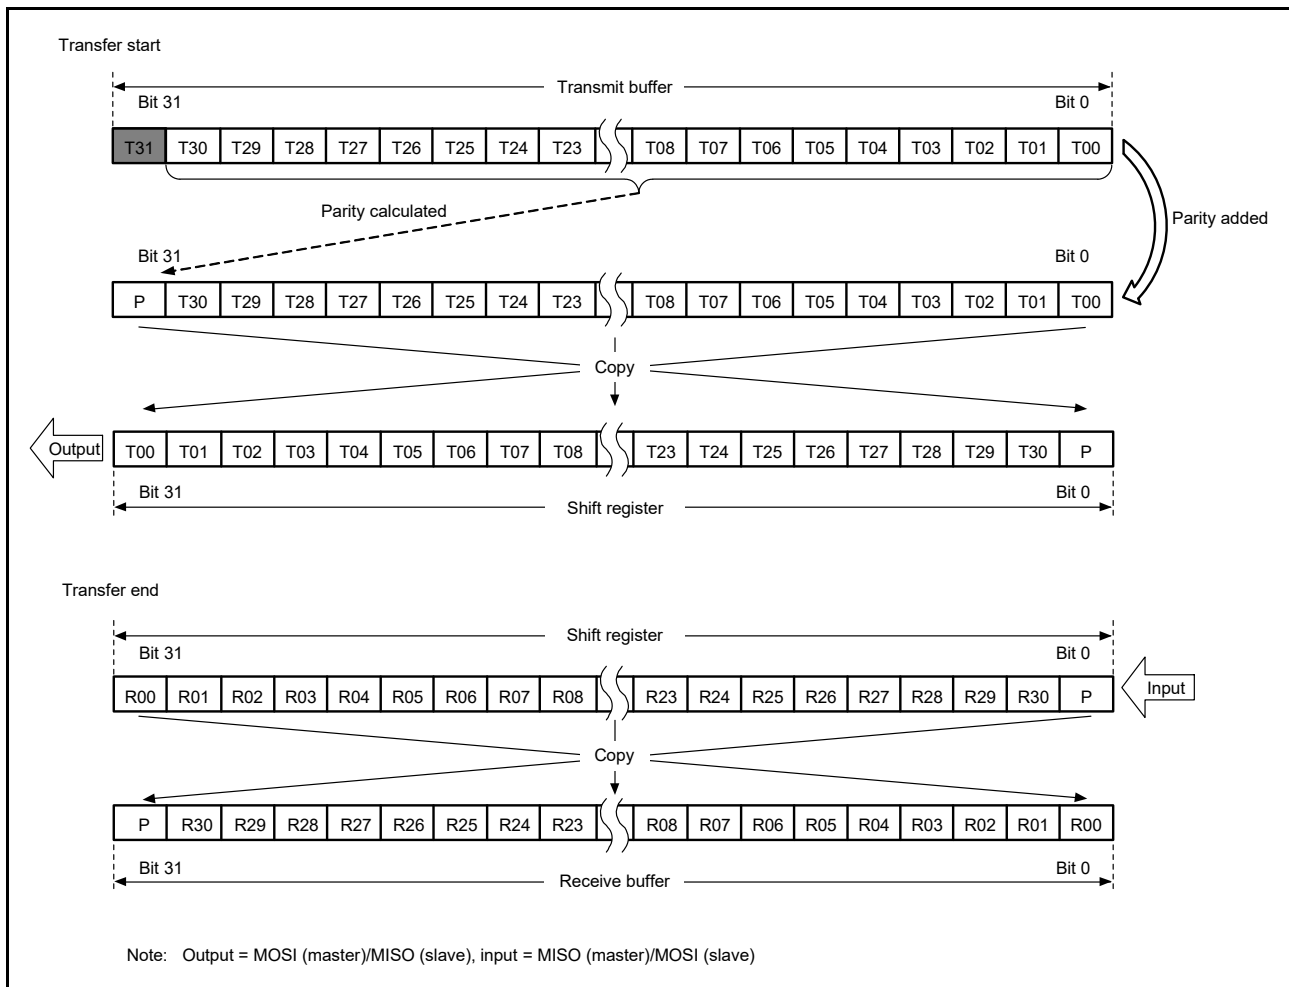 Transfer start
Transmit buffer
Bit 31 Bit 0
T31 T30 T29 T28 T27 T26 T25 T24 T23 T08 T07 T06 T05 T04 T03 T02 T01 T00
Parity calculated
Parity added
Bit 31 Bit 0
P T30 T29 T28 T27 T26 T25 T24 T23 T08 T07 T06 T05 T04 T03 T02 T01 T00
Copy
Output
T00 T01 T02 T03 T04 T05 T06 T07 T08 T23 T24 T25 T26 T27 T28 T29 T30 P
Bit 31 Bit 0
Shift register
Transfer end
Shift register
Bit 31 Bit 0
R00 R01 R02 R03 R04 R05 R06 R07 R08 R23 R24 R25 R26 R27 R28 R29 R30 P
Input
Copy
P R30 R29 R28 R27 R26 R25 R24 R23 R08 R07 R06 R05 R04 R03 R02 R01 R00
Bit 31 Bit 0
Receive buffer
Note: Output = MOSI (master)/MISO (slave), input = MISO (master)/MOSI (slave)